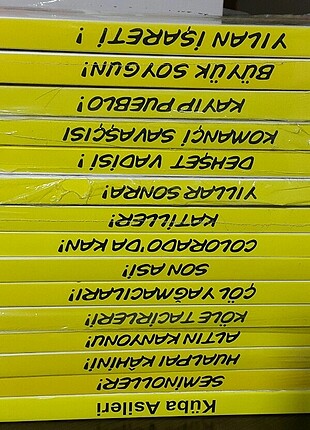 YILAN İŞARETİ !
BÜYÜK SOYGUN!
KAYIP PUEBLO!
KOMANÇİ SAVAŞÇISI
DEHŞET VADİSİ !
YILLAR SONRA!
KATİLLER!
COLORADO'DA KAN!
SON ASİ!
ÇÖL YAĞMACILARI!
KÖLE TACİRLERİ!
ALTIN KANYONU!
HUALPAI KÂHİNİ!
SEMİNOLLER!
Küba Asileri